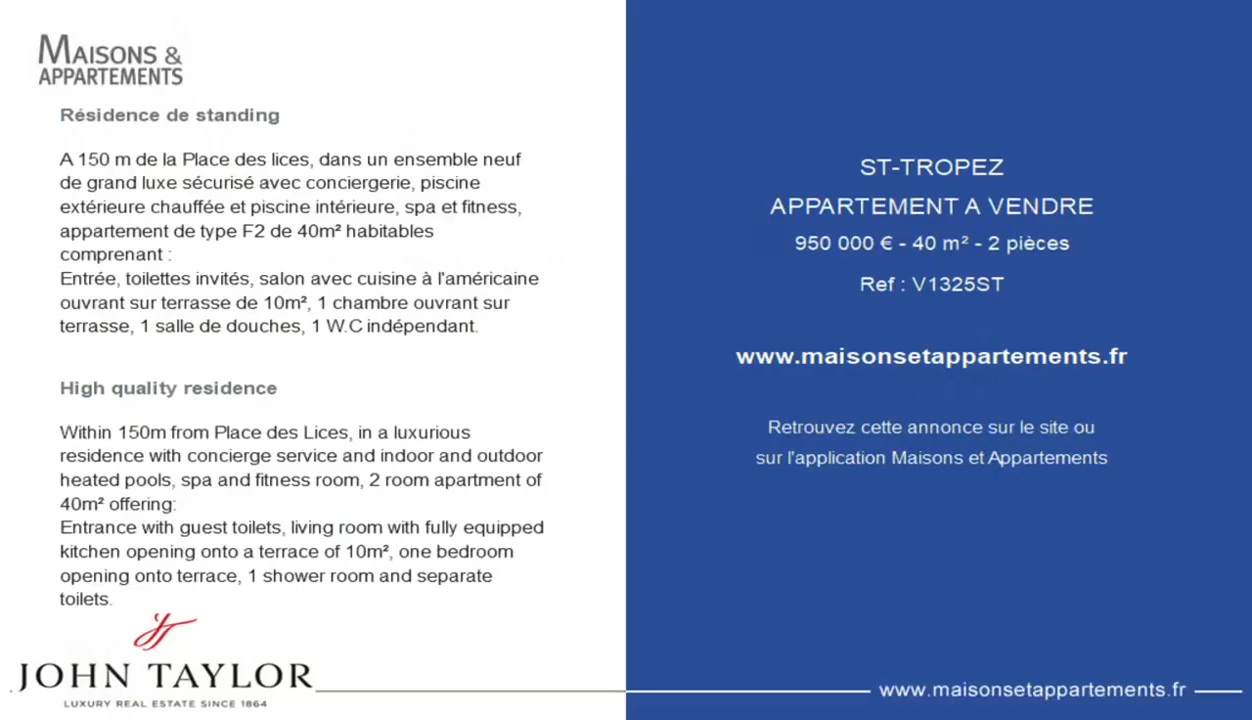 MAISONS &
APPARTEMENTS
Résidence de standing
A 150 m de la Place des lices, dans un ensemble neuf
de grand luxe sécurisé avec conciergerie, piscine
extérieure chauffée et piscine intérieure, spa et fitness,
appartement de type F2 de 40m² habitables
comprenant :
Entrée, toilettes invités, salon avec cuisine à l'américaine
ouvrant sur terrasse de 10m², 1 chambre ouvrant sur
terrasse, 1 salle de douches, 1 W.C indépendant.
High quality residence
Within 150m from Place des Lices, in a luxurious
residence with concierge service and indoor and outdoor
heated pools, spa and fitness room, 2 room apartment of
40m² offering:
Entrance with guest toilets, living room with fully equipped
kitchen opening onto a terrace of 10m², one bedroom
opening onto terrace, 1 shower room and separate
toilets.
JOHN TAYLOR
LUXURY REAL ESTATE SINCE 1864
ST-TROPEZ
APPARTEMENT A VENDRE
950 000 € - 40 m² - 2 pièces
Ref : V1325ST
www.maisonsetappartements.fr
Retrouvez cette annonce sur le site ou
sur l'application Maisons et Appartements
www.maisonsetappartements.fr